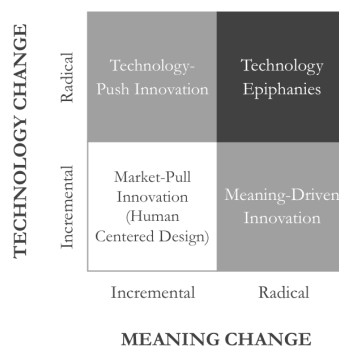 TECHNOLOGY CHANGE
Radical
Technology-
Push Innovation
Technology
Epiphanies
Incremental
Market-Pull
Innovation
(Human
Centered Design)
Meaning-Driven
Innovation
Incremental
Radical
MEANING CHANGE